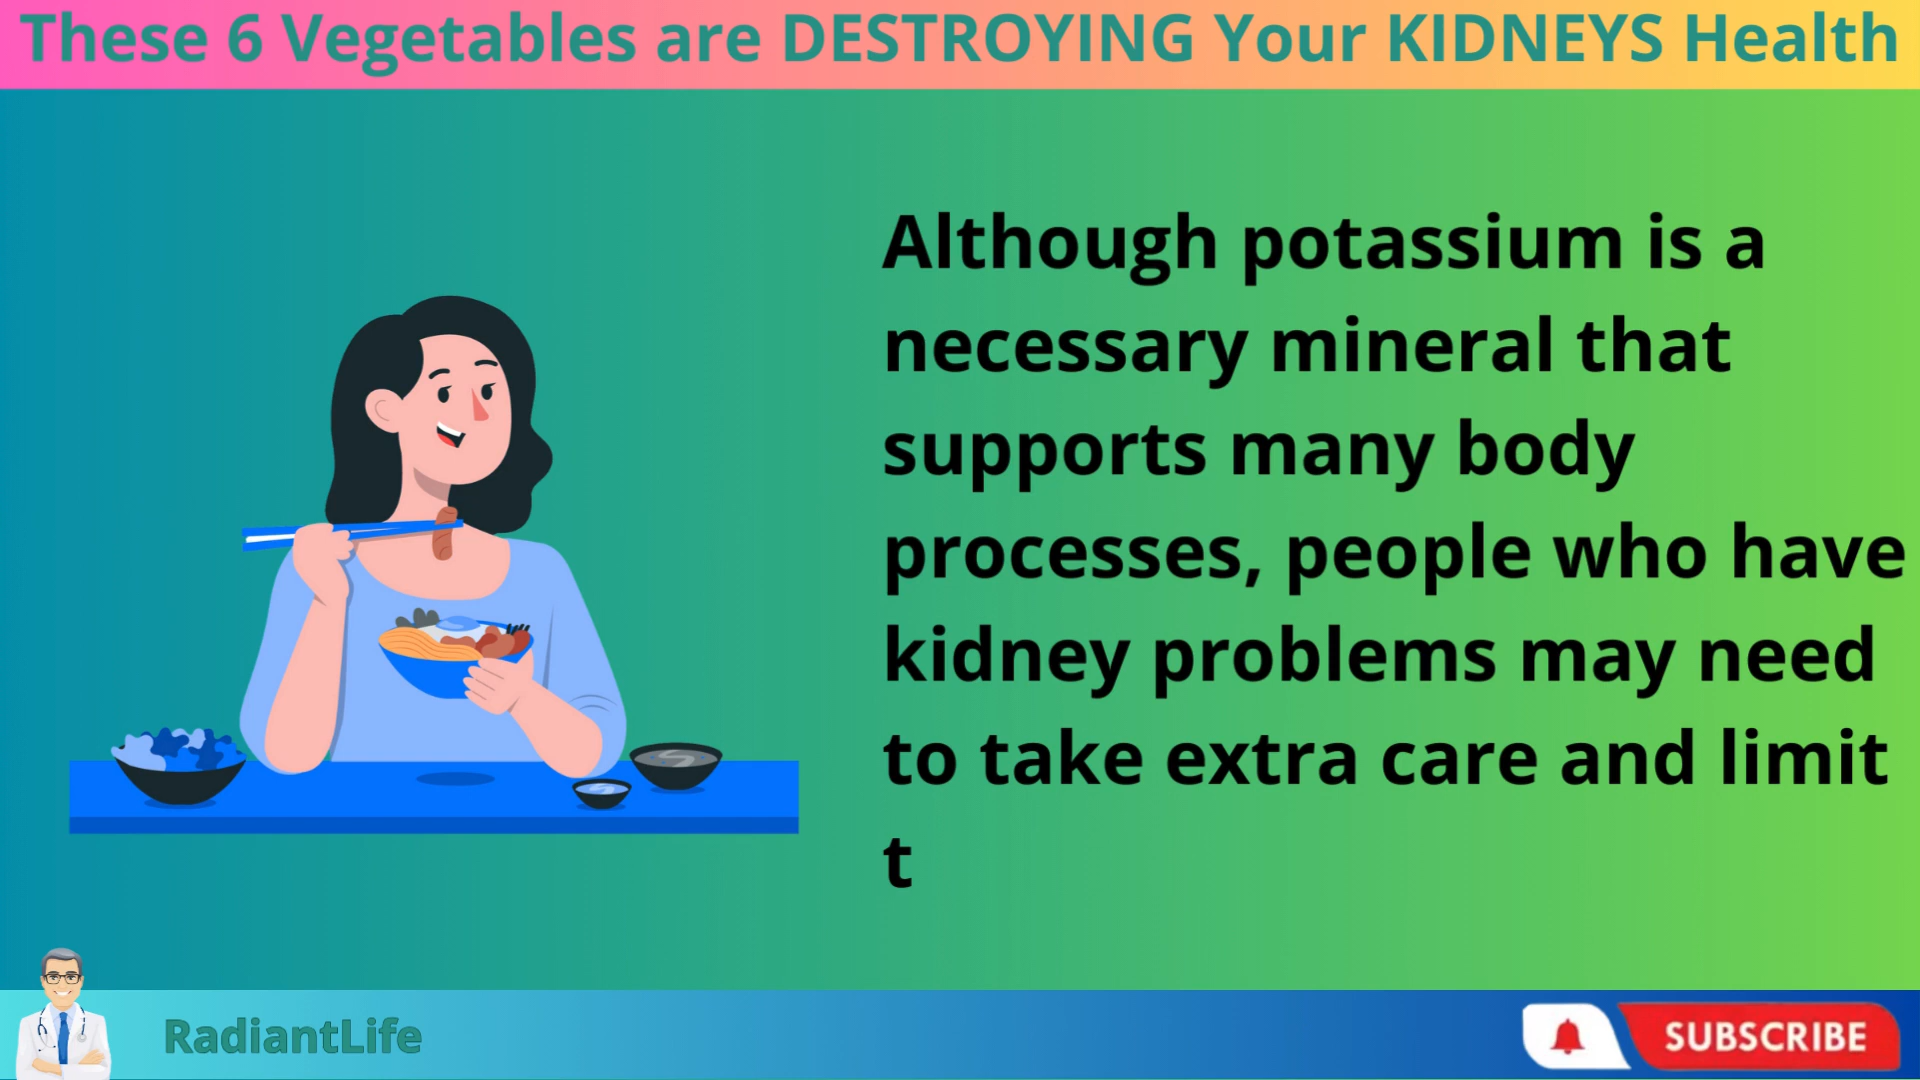 These 6 Vegetables are DESTROYING Your KIDNEYS Health
Although potassium is a
necessary mineral that
supports many body
processes, people who have
kidney problems may need
to take extra care and limit
t
RadiantLife
SUBSCRIBE